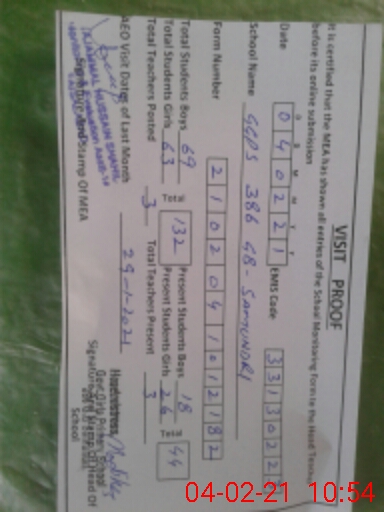 VISIT PROOF
It is certified that the MEA has shown all entries of the School Monitoring Form to the Head Teacher
before its online submission
D D M M Y Y
Date 0 4 0 2 2 1 EMIS Code 3 3 1 3 0 2 2
School Name GGPS 386 GB - SAMUNDRI
Form Number 2 1 0 2 0 4 1 0 1 2 1 8 2
Total Students Boys 69 Total 132 Present Students Boys 18 Total 44
Total Students Girls 63 Present Students Girls 26
Total Teachers Posted 3 Total Teachers Present 3
AEO Visit Dates of Last Month 29-1-2021
Signature and Stamp Of MEA
Signature and Stamp Of Head Of
School
04-02-21 10:54